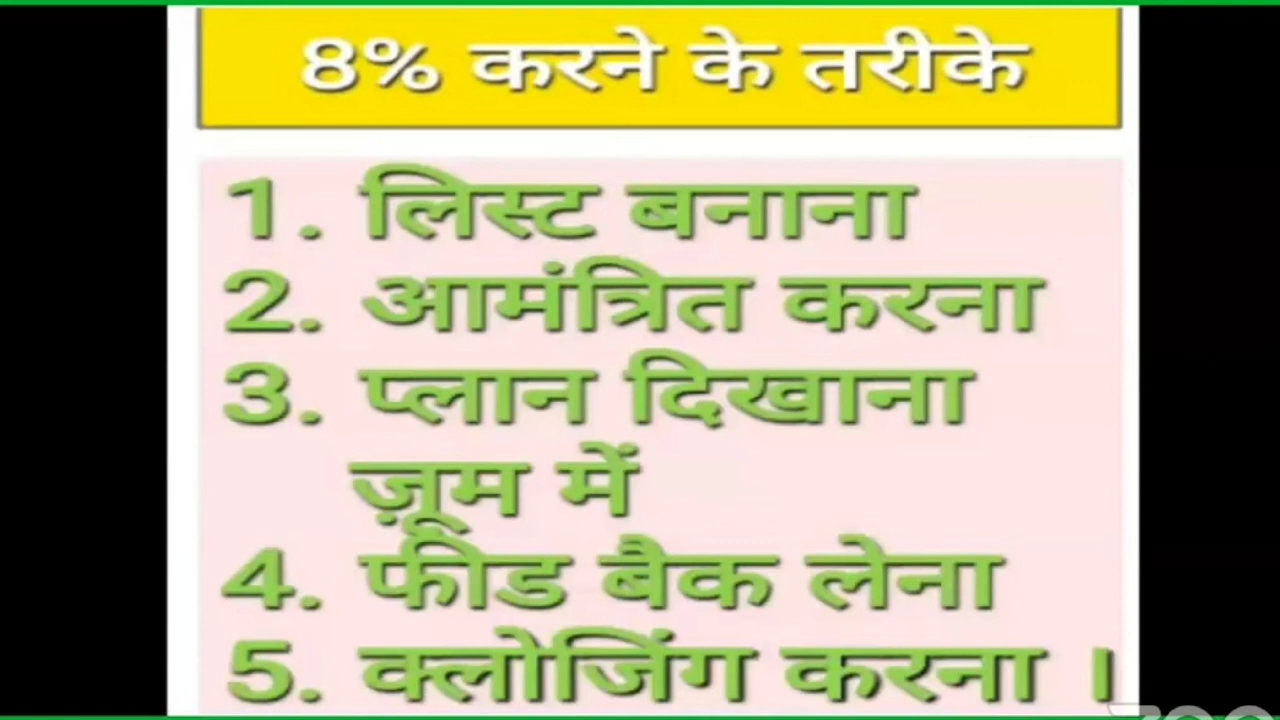 8% करने के तरीके
1. लिस्ट बनाना
2. आमंत्रित करना
3. प्लान दिखाना
ज़ूम में
4. फीड बैक लेना
5. क्लोजिंग करना ।